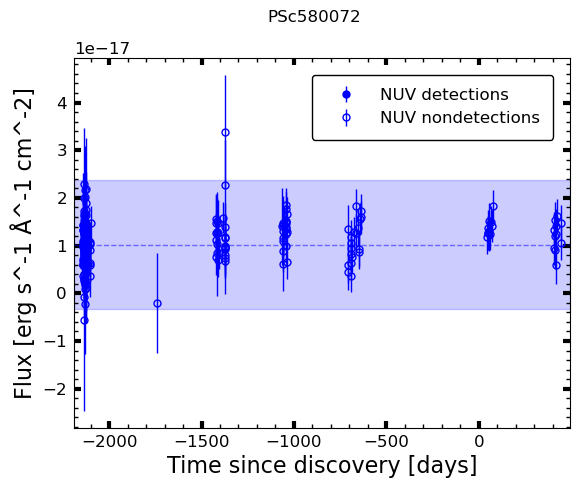 PSc580072
1e−17
NUV detections
NUV nondetections
4
3
2
1
0
−1
−2
Flux [erg s^-1 Å^-1 cm^-2]
−2000 −1500 −1000 −500 0
Time since discovery [days]